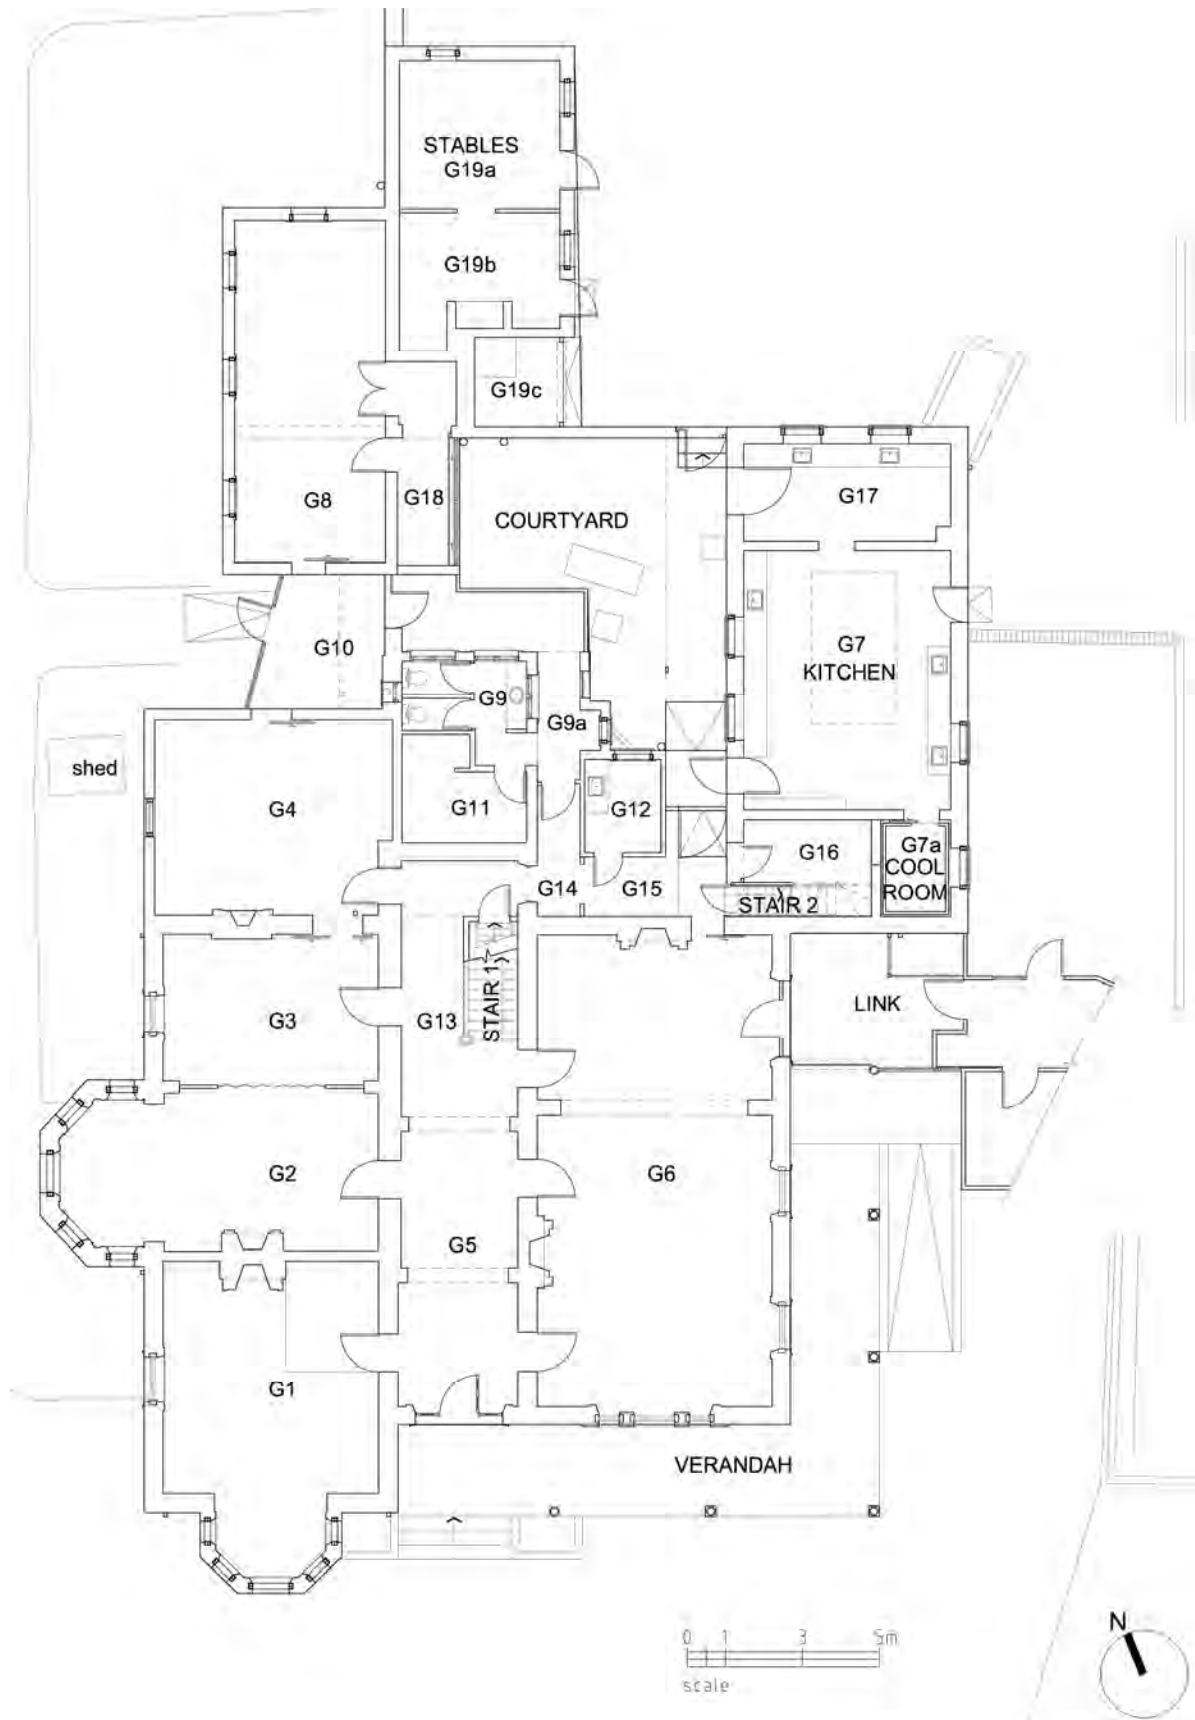 STABLES
G19a
G19b
G19c
G8
G18
COURTYARD
G17
G10
G7
KITCHEN
G9
G9a
shed
G4
G11
G12
G16
G7a
COOL
ROOM
G14
G15
STAIR 2
G3
G13
STAIR 1
LINK
G2
G6
G5
G1
VERANDAH
N
0 1 3 5m
scale